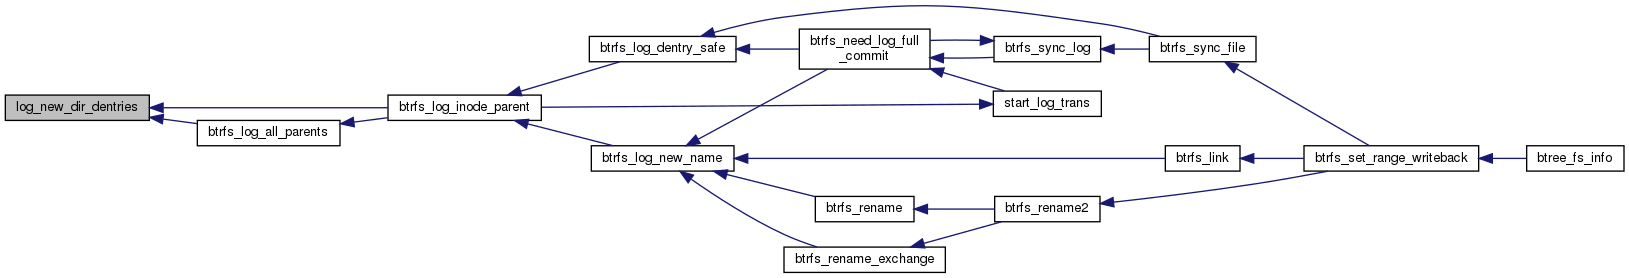 log_new_dir_dentries
btrfs_log_all_parents
btrfs_log_inode_parent
btrfs_log_dentry_safe
btrfs_log_new_name
btrfs_need_log_full
_commit
btrfs_rename
btrfs_rename_exchange
btrfs_sync_log
start_log_trans
btrfs_rename2
btrfs_sync_file
btrfs_link
btrfs_set_range_writeback
btree_fs_info